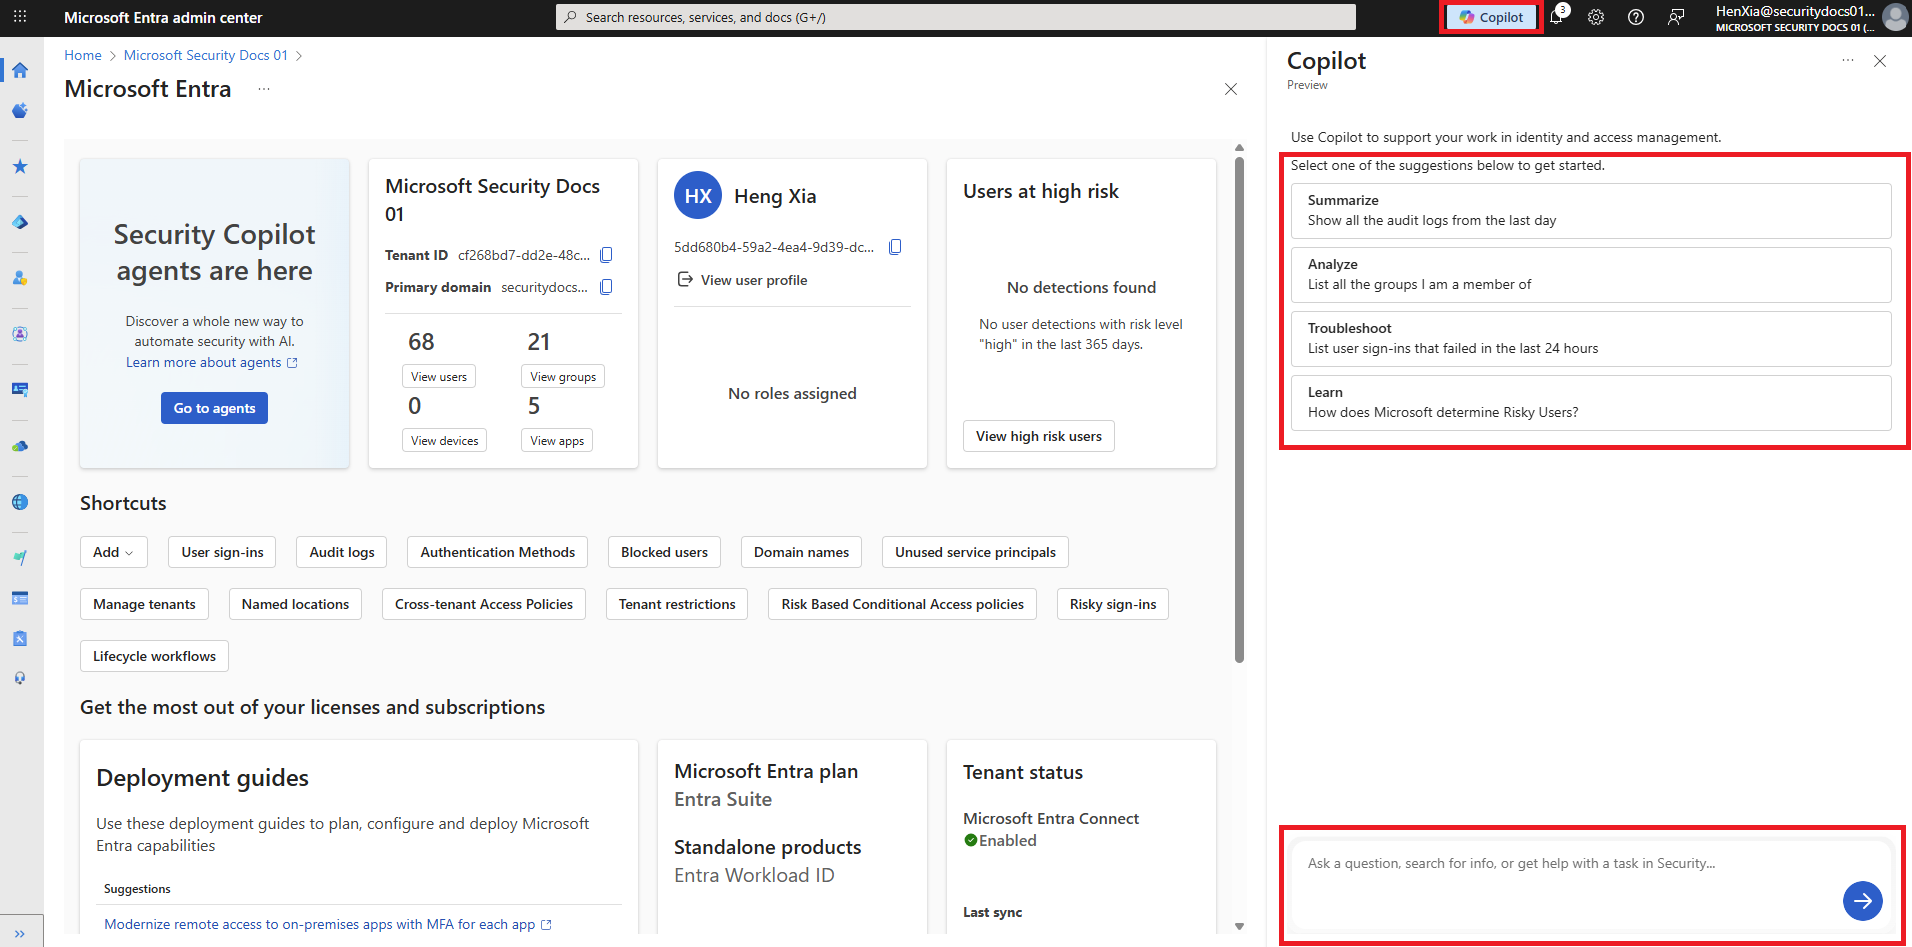 Microsoft Entra admin center
Search resources, services, and docs (G+/)
Copilot
3
HenXia@securitydocs01...
MICROSOFT SECURITY DOCS 01 (...
Home > Microsoft Security Docs 01 >
Microsoft Entra ...
Security Copilot
agents are here
Discover a whole new way to
automate security with AI.
Learn more about agents
Go to agents
Microsoft Security Docs
01
Tenant ID cf268bd7-dd2e-48c...
Primary domain securitydocs...
68 21
View users View groups
0 5
View devices View apps
HX Heng Xia
5dd680b4-59a2-4ea4-9d39-dc...
View user profile
No roles assigned
Users at high risk
No detections found
No user detections with risk level
"high" in the last 365 days.
View high risk users
Shortcuts
Add User sign-ins Audit logs Authentication Methods Blocked users Domain names Unused service principals
Manage tenants Named locations Cross-tenant Access Policies Tenant restrictions Risk Based Conditional Access policies Risky sign-ins
Lifecycle workflows
Get the most out of your licenses and subscriptions
Deployment guides
Use these deployment guides to plan, configure and deploy Microsoft
Entra capabilities
Suggestions
Modernize remote access to on-premises apps with MFA for each app
Microsoft Entra plan
Entra Suite
Standalone products
Entra Workload ID
Tenant status
Microsoft Entra Connect
Enabled
Last sync
Copilot
Preview
Use Copilot to support your work in identity and access management.
Select one of the suggestions below to get started.
Summarize
Show all the audit logs from the last day
Analyze
List all the groups I am a member of
Troubleshoot
List user sign-ins that failed in the last 24 hours
Learn
How does Microsoft determine Risky Users?
Ask a question, search for info, or get help with a task in Security...